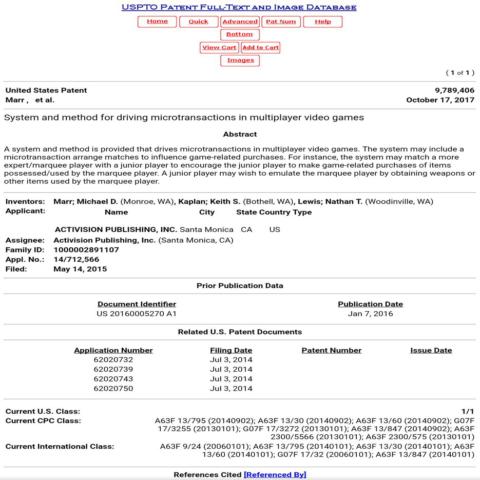 USPTO PATENT FULL-TEXT AND IMAGE DATABASE
Home Quick Advanced Pat Num Help
Bottom
View Cart Add to Cart
Images
( 1 of 1 )
United States Patent 9,789,406
Marr , et al. October 17, 2017
System and method for driving microtransactions in multiplayer video games
Abstract
A system and method is provided that drives microtransactions in multiplayer video games. The system may include a
microtransaction arrange matches to influence game-related purchases. For instance, the system may match a more
expert/marquee player with a junior player to encourage the junior player to make game-related purchases of items
possessed/used by the marquee player. A junior player may wish to emulate the marquee player by obtaining weapons or
other items used by the marquee player.
Inventors: Marr; Michael D. (Monroe, WA), Kaplan; Keith S. (Bothell, WA), Lewis; Nathan T. (Woodinville, WA)
Applicant: Name City State Country Type
ACTIVISION PUBLISHING, INC. Santa Monica CA US
Assignee: Activision Publishing, Inc. (Santa Monica, CA)
Family ID: 1000002891107
Appl. No.: 14/712,566
Filed: May 14, 2015
Prior Publication Data
Document Identifier Publication Date
US 20160005270 A1 Jan 7, 2016
Related U.S. Patent Documents
Application Number Filing Date Patent Number Issue Date
62020732 Jul 3, 2014
62020739 Jul 3, 2014
62020743 Jul 3, 2014
62020750 Jul 3, 2014
Current U.S. Class: 1/1
Current CPC Class: A63F 13/795 (20140902); A63F 13/30 (20140902); A63F 13/60 (20140902); G07F
17/3255 (20130101); G07F 17/3272 (20130101); A63F 13/847 (20140902); A63F
2300/5566 (20130101); A63F 2300/575 (20130101)
Current International Class: A63F 9/24 (20060101); A63F 13/795 (20140101); A63F 13/30 (20140101); A63F
13/60 (20140101); G07F 17/32 (20060101); A63F 13/847 (20140101)
References Cited [Referenced By]